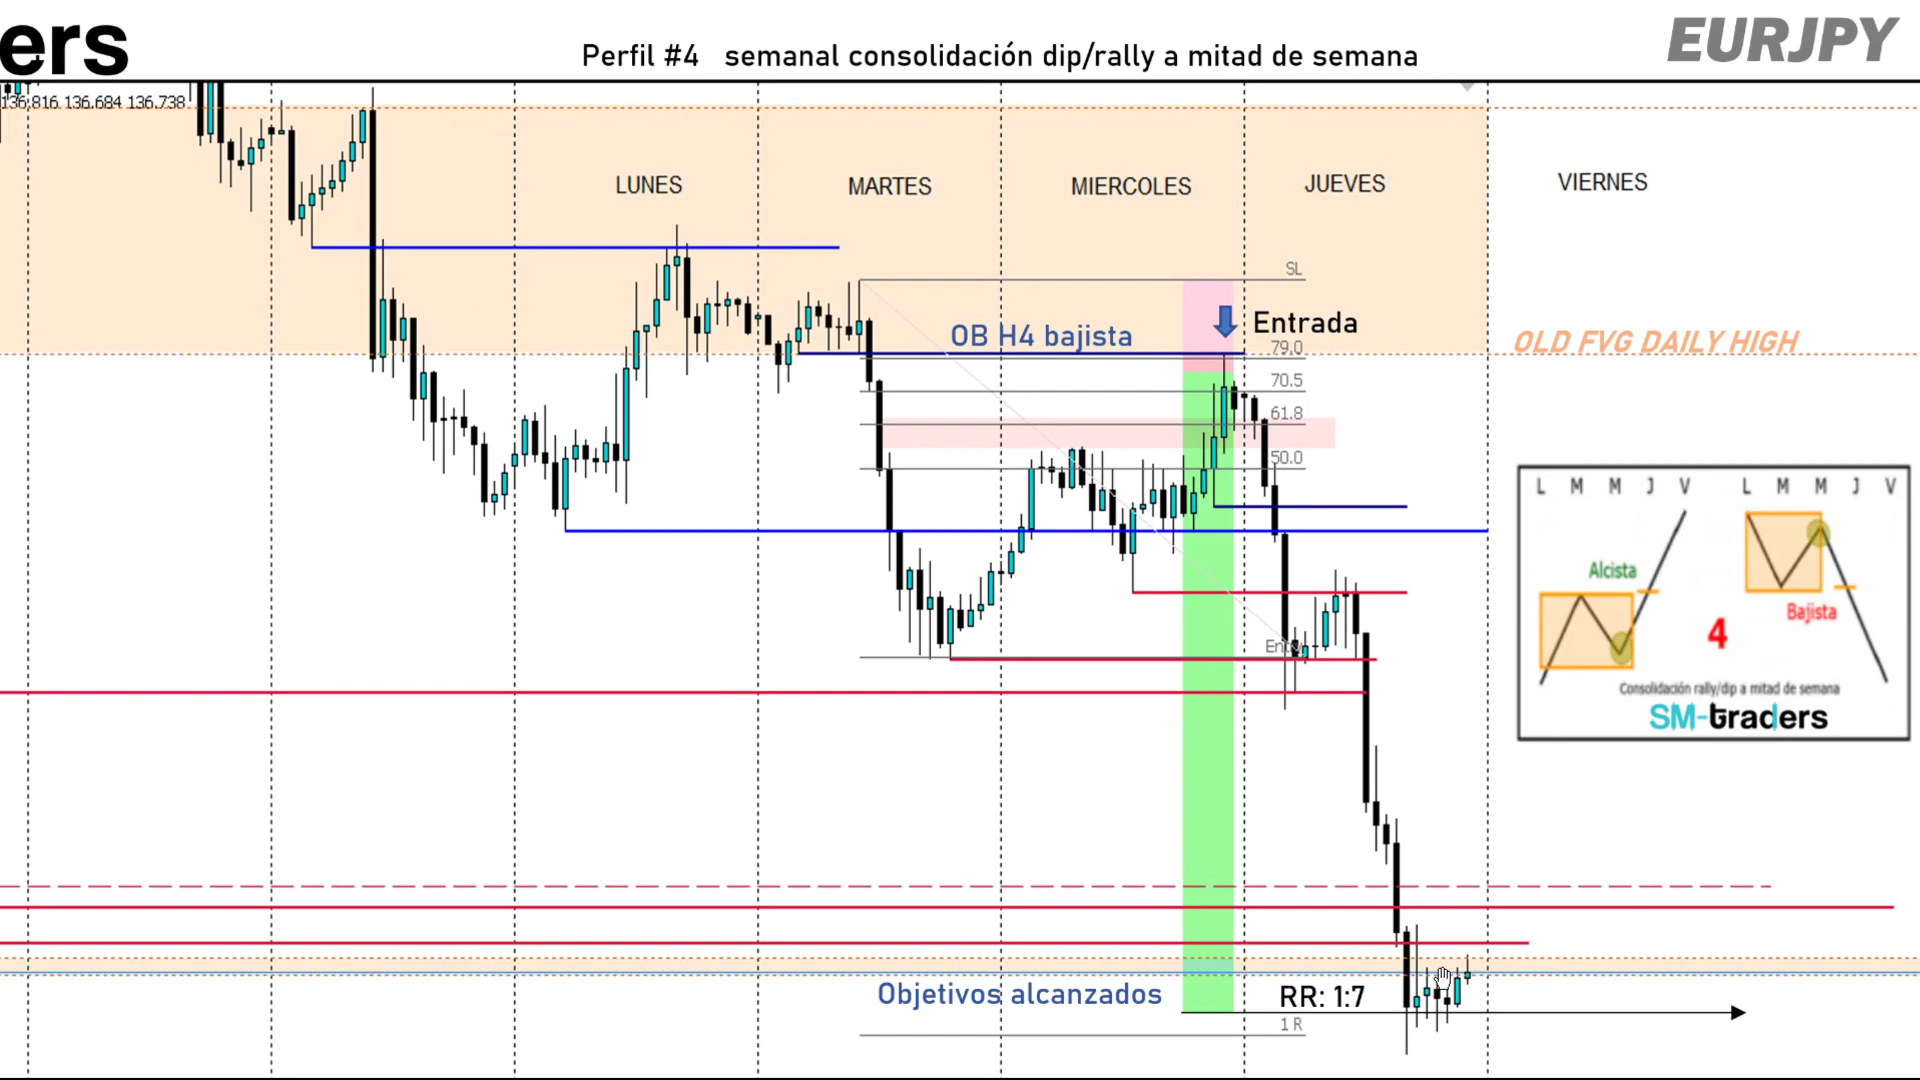 ers
Perfil #4 semanal consolidación dip/rally a mitad de semana
EURJPY
136.816 136.684 136.738
LUNES
MARTES
MIERCOLES
JUEVES
VIERNES
SL
OB H4 bajista
Entrada
79.0
OLD FVG DAILY HIGH
70.5
61.8
50.0
L M M J V
L M M J V
Alcista
Bajista
4
Consolidación rally/dip a mitad de semana
SM-traders
Objetivos alcanzados
RR: 1:7
1 R